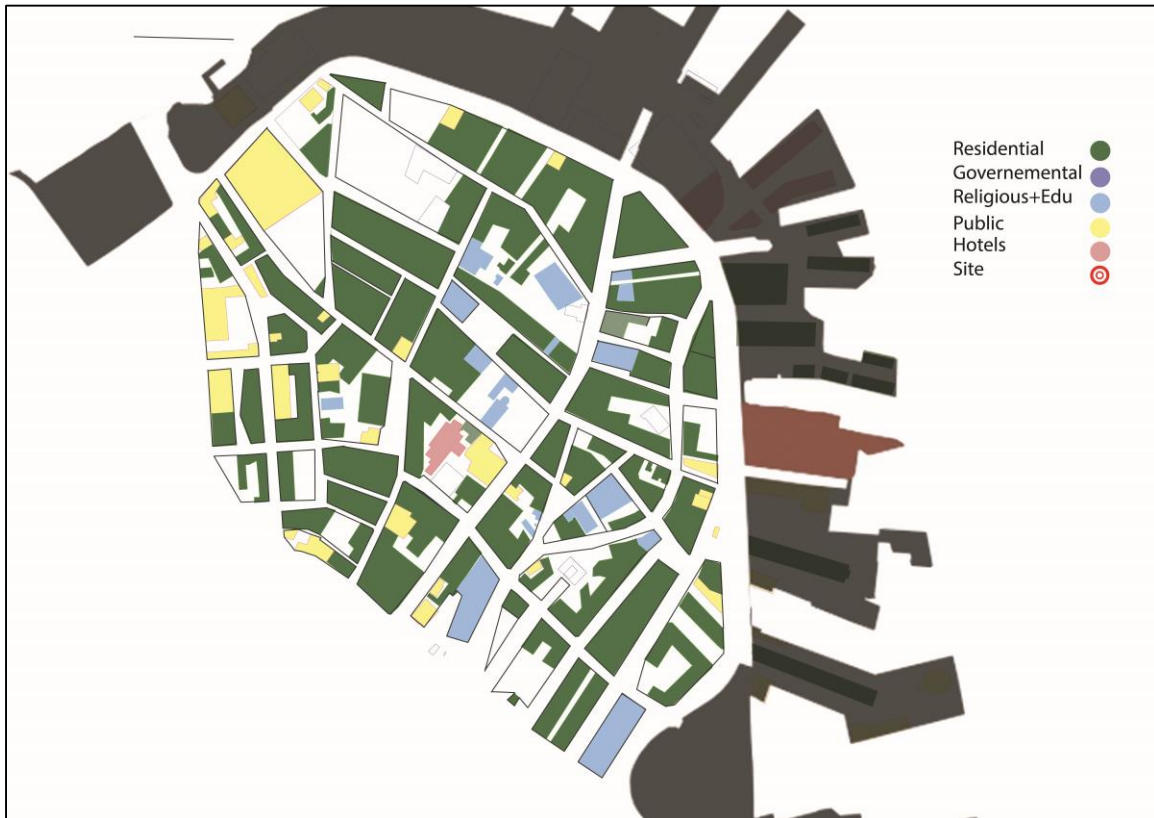 Residential
Governemental
Religious+Edu
Public
Hotels
Site